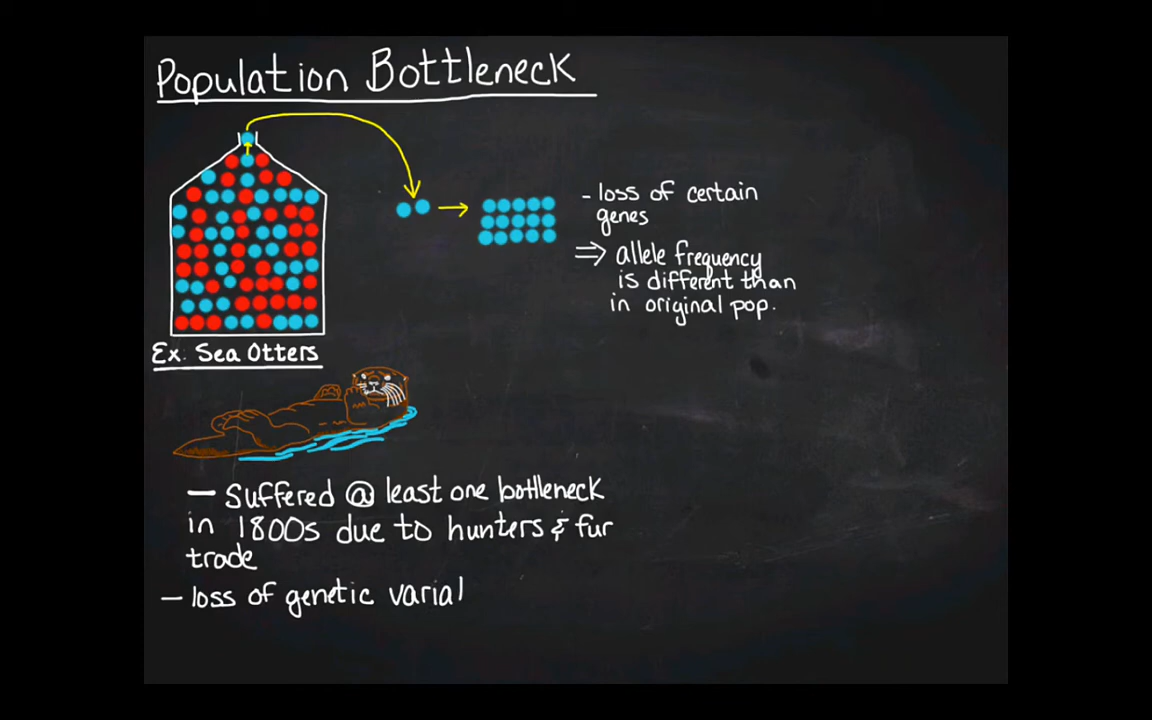 Population Bottleneck
- loss of certain
genes
⇒ allele frequency
is different than
in original pop.
Ex: Sea Otters
- Suffered @ least one bottleneck
in 1800s due to hunters & fur
trade
- loss of genetic varial